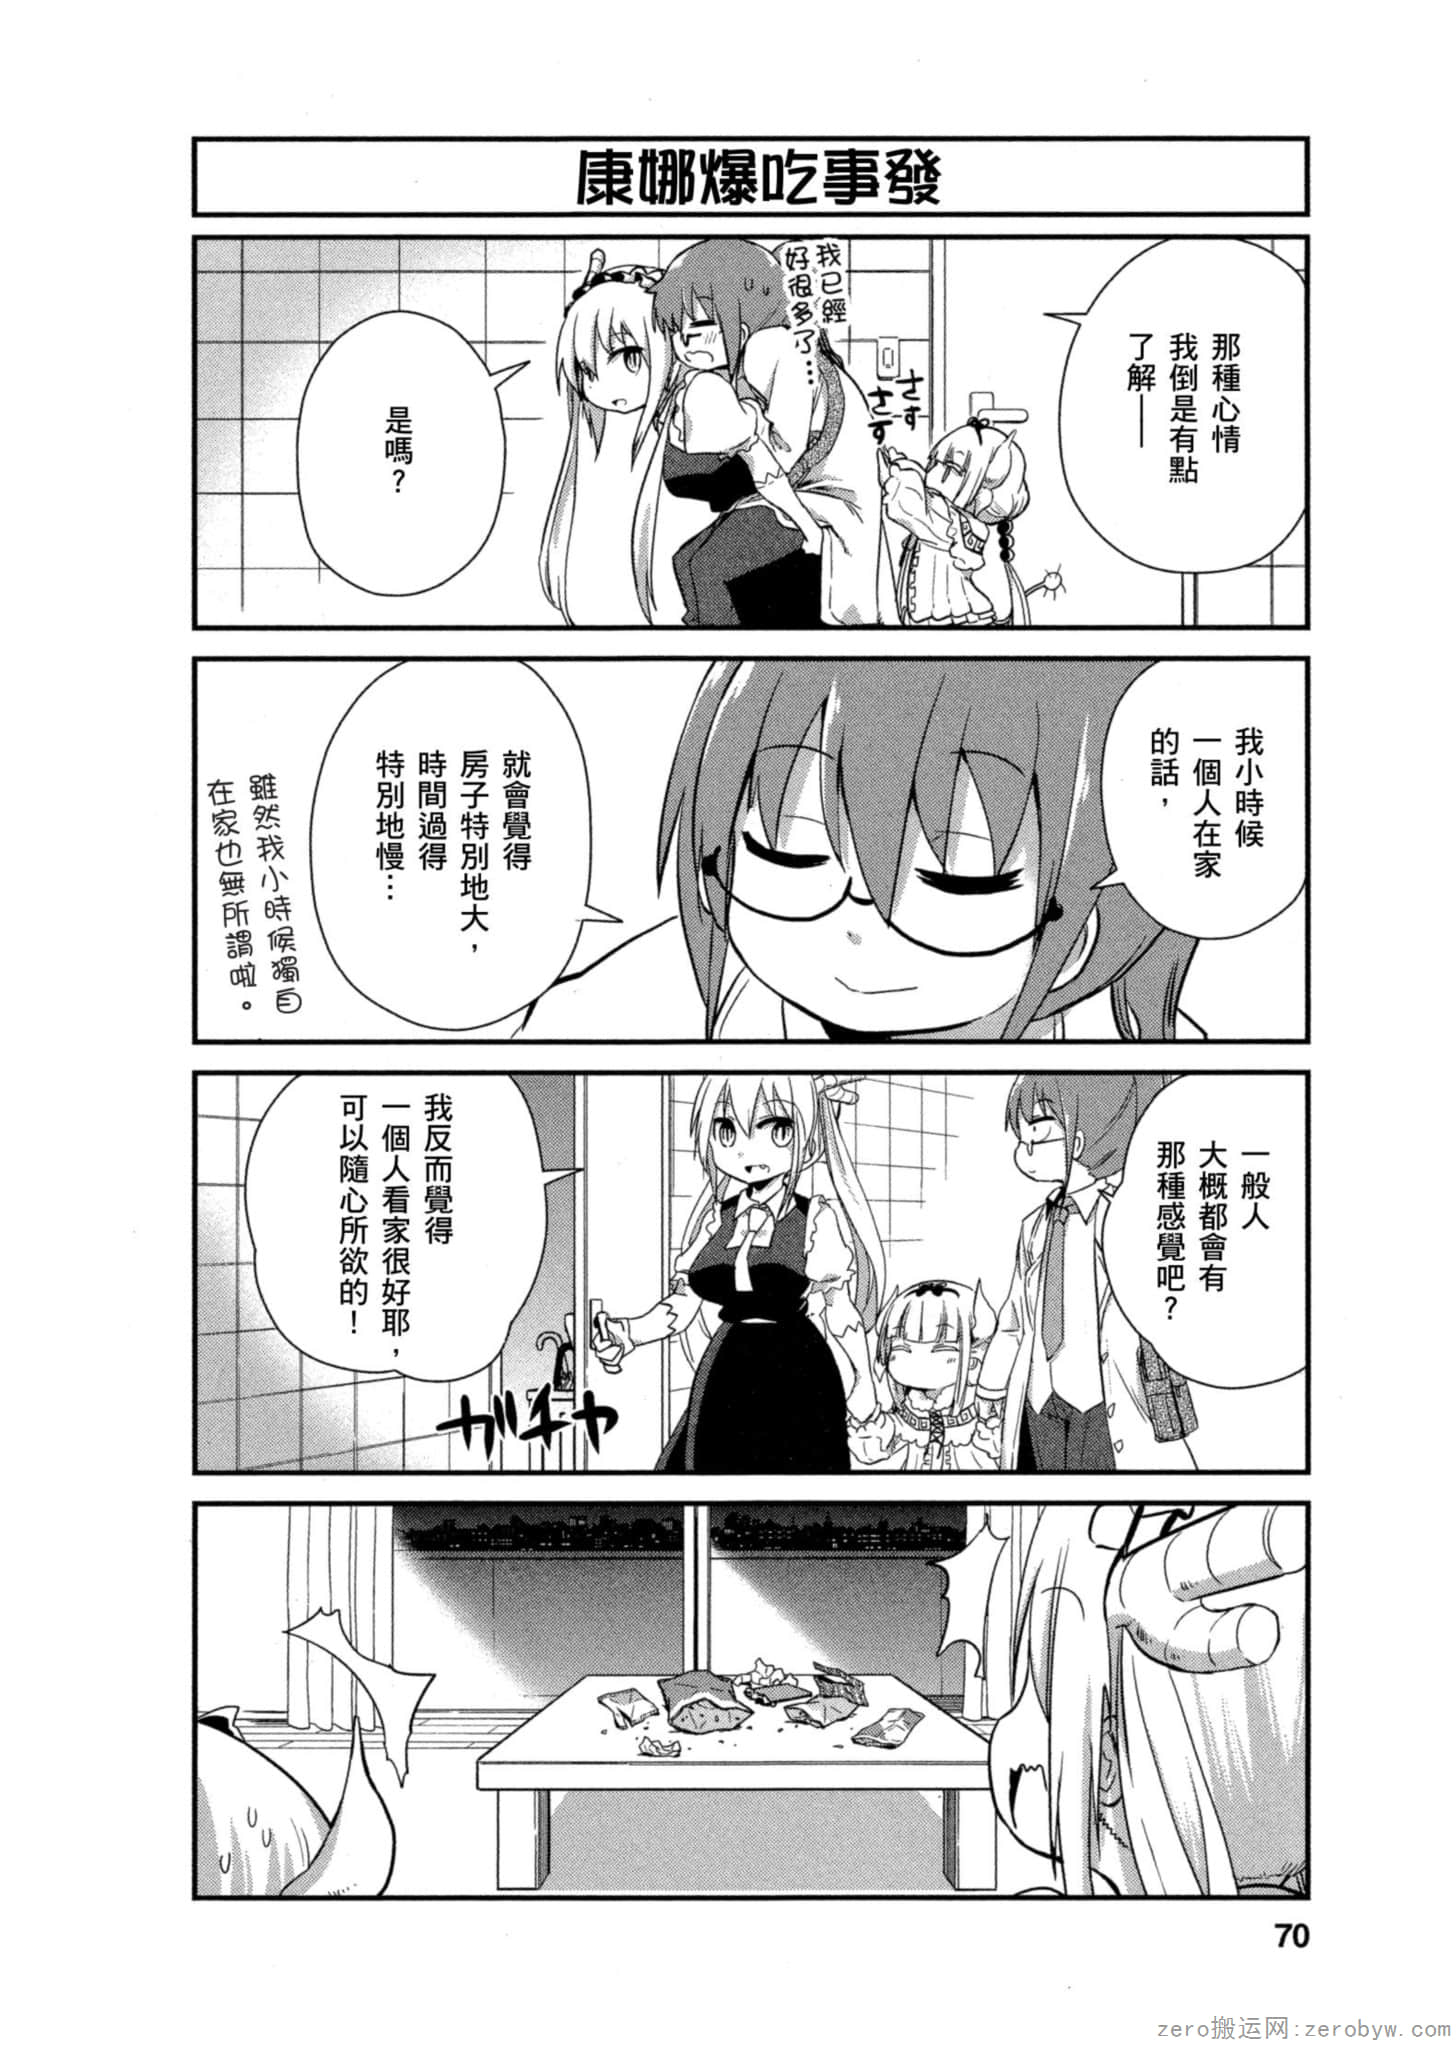 康娜爆吃事發
那種心情
我倒是有點
了解——
我已經
好很多了…
さす
さす
是嗎？
我小時候
一個人在家
的話，
就會覺得
房子特別地大，
時間過得
特別地慢…
雖然我小時候獨自
在家也無所謂啦。
一般人
大概都會有
那種感覺吧？
我反而覺得
一個人看家很好耶，
可以隨心所欲的！
ガチャ
70
zero搬运网:zerobyw.com